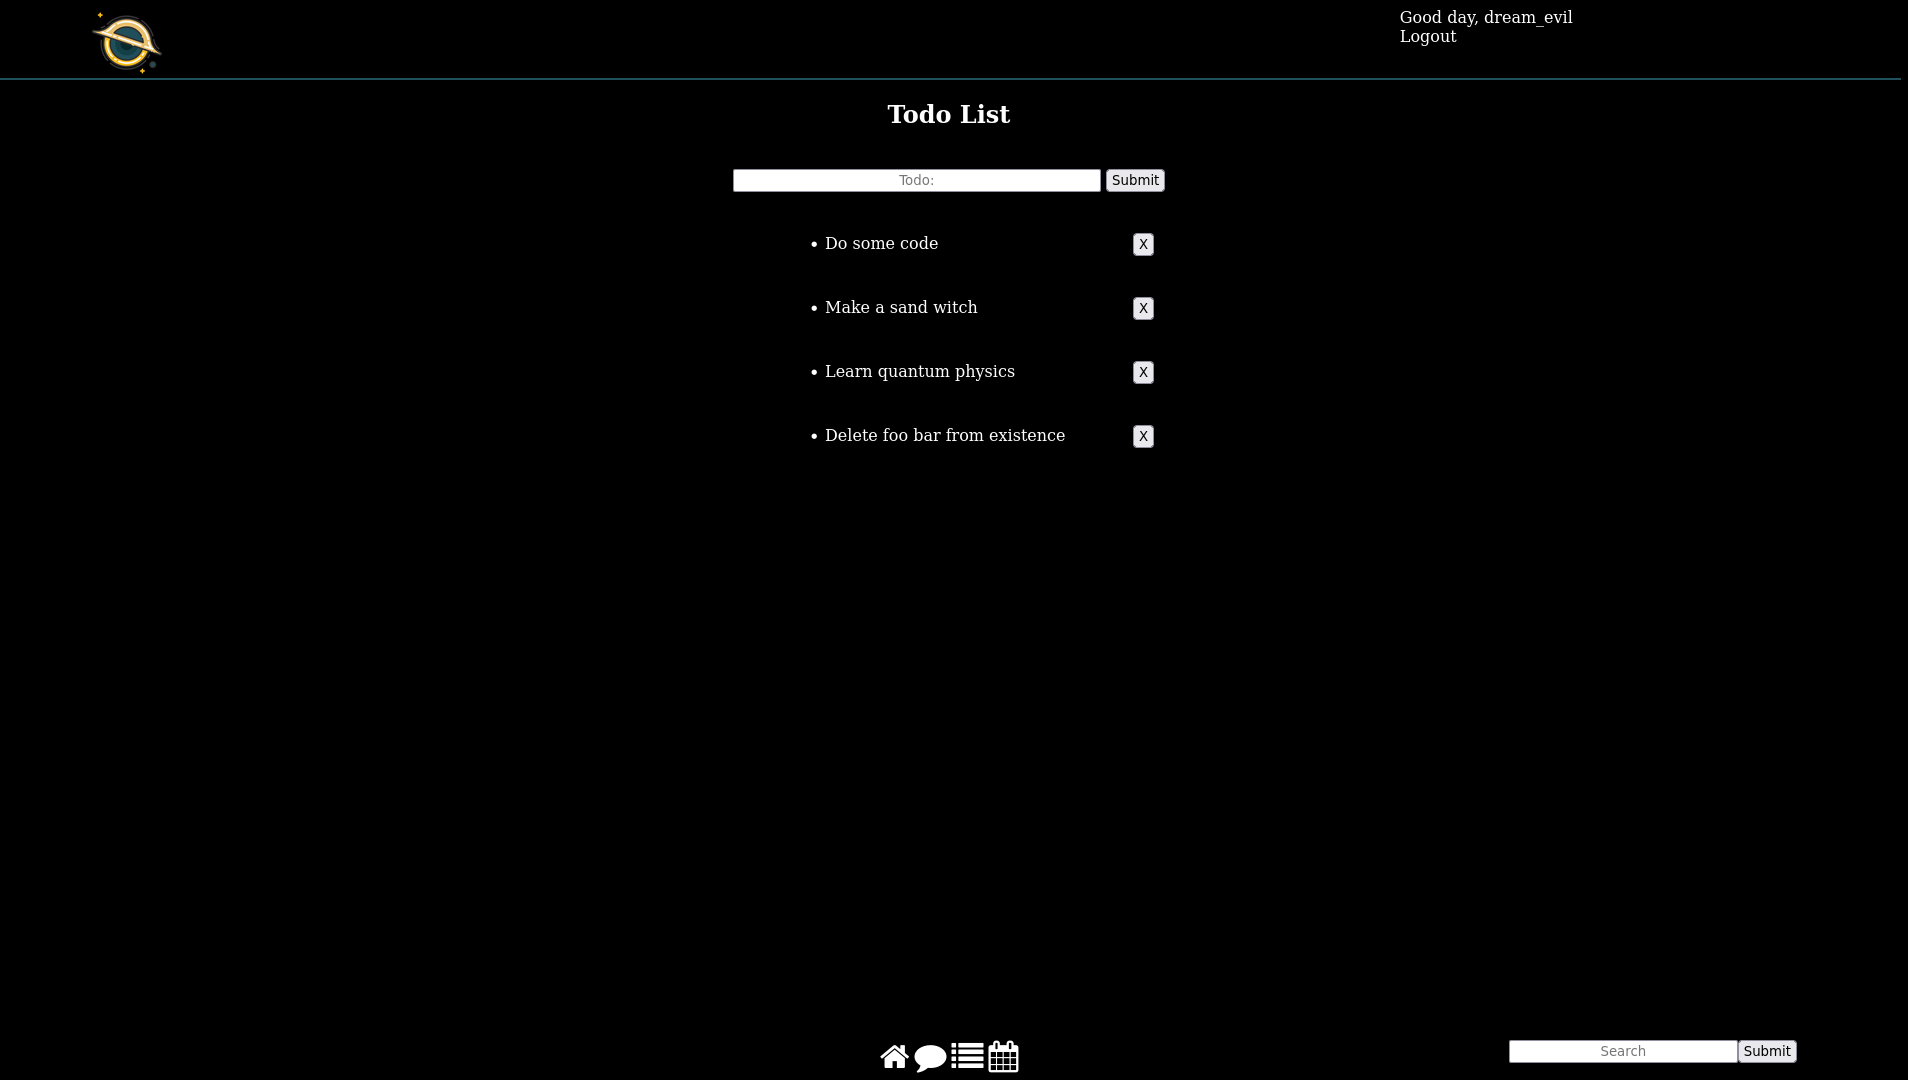 Good day, dream_evil
Logout
Todo List
Todo: Submit
• Do some code X
• Make a sand witch X
• Learn quantum physics X
• Delete foo bar from existence X
Search Submit